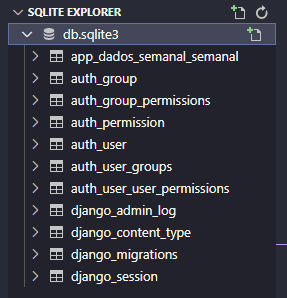 SQLITE EXPLORER
db.sqlite3
app_dados_semanal_semanal
auth_group
auth_group_permissions
auth_permission
auth_user
auth_user_groups
auth_user_user_permissions
django_admin_log
django_content_type
django_migrations
django_session